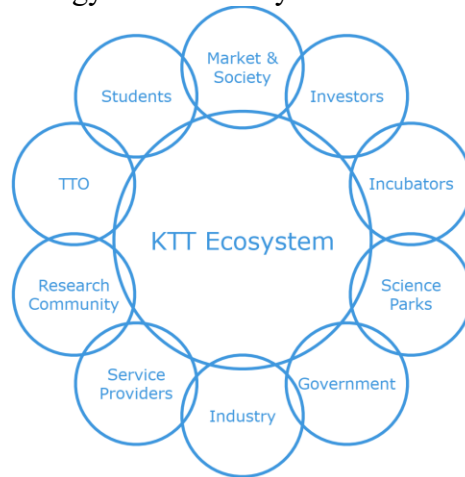 Market &
Society
Investors
Incubators
Science
Parks
Government
Industry
Service
Providers
Research
Community
TTO
Students
KTT Ecosystem